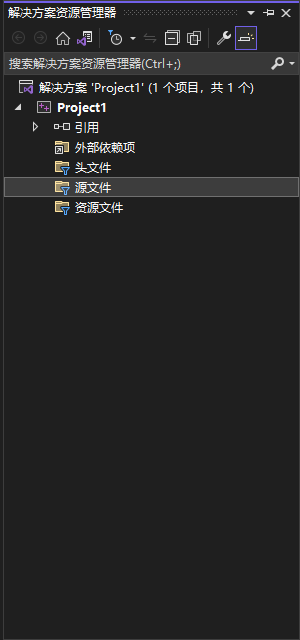 解决方案资源管理器
搜索解决方案资源管理器(Ctrl+;)
解决方案 'Project1' (1 个项目，共 1 个)
Project1
引用
外部依赖项
头文件
源文件
资源文件